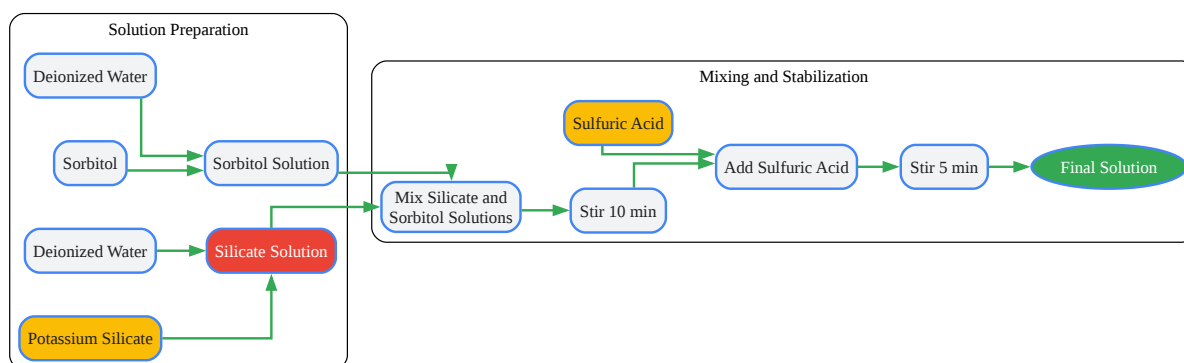 Solution Preparation
Deionized Water
Sorbitol
Sorbitol Solution
Deionized Water
Silicate Solution
Potassium Silicate
Mixing and Stabilization
Sulfuric Acid
Mix Silicate and
Sorbitol Solutions
Stir 10 min
Add Sulfuric Acid
Stir 5 min
Final Solution